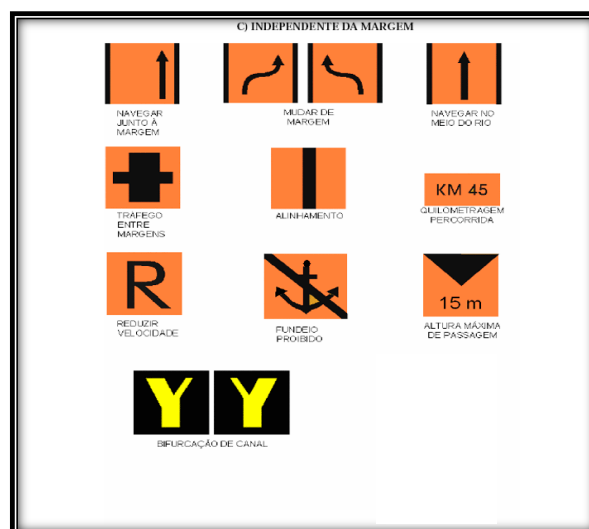 C) INDEPENDENTE DA MARGEM
NAVEGAR
JUNTO À
MARGEM
MUDAR DE
MARGEM
NAVEGAR NO
MEIO DO RIO
TRAFEGO
ENTRE
MARGENS
ALINHAMENTO
KM 45
QUILOMETRAGEM
PERCORRIDA
R
REDUZIR
VELOCIDADE
FUNDEIO
PROIBIDO
15 m
ALTURA MÁXIMA
DE PASSAGEM
Y Y
BIFURCAÇÃO DE CANAL